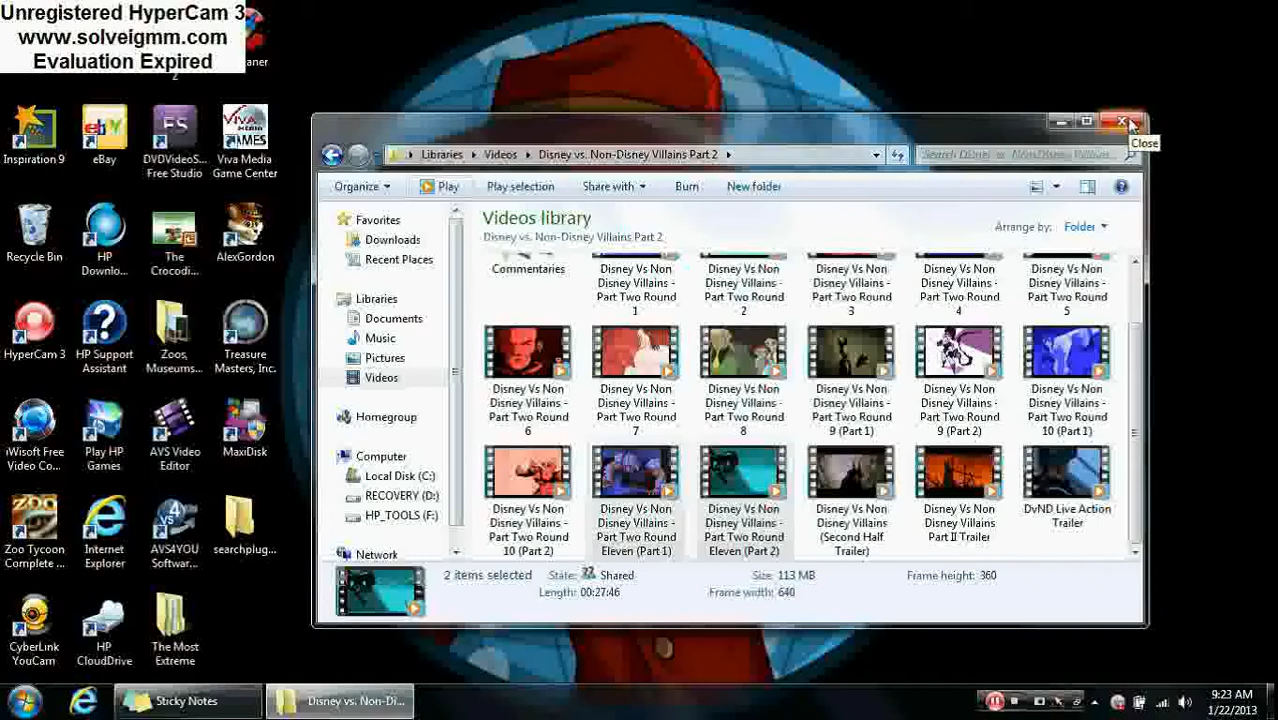 Unregistered HyperCam 3
www.solveigmm.com
Evaluation Expired
aner
2
Inspiration 9
eBay
DVDVideoS...
Free Studio
Viva Media
Game Center
Recycle Bin
HP
Downlo...
The
Crocodi...
AlexGordon
HyperCam 3
HP Support
Assistant
Zoos,
Museums...
Treasure
Masters, Inc.
iWisoft Free
Video Co...
Play HP
Games
AVS Video
Editor
MaxiDisk
Zoo Tycoon
Complete ...
Internet
Explorer
AVS4YOU
Softwar...
searchplug...
CyberLink
YouCam
HP
CloudDrive
The Most
Extreme
Close
Libraries
Videos
Disney vs. Non-Disney Villains Part 2
Search Disney vs. Non-Disney Villains ...
Organize
Play
Play selection
Share with
Burn
New folder
Favorites
Downloads
Recent Places
Libraries
Documents
Music
Pictures
Videos
Homegroup
Computer
Local Disk (C:)
RECOVERY (D:)
HP_TOOLS (F:)
Network
Videos library
Disney vs. Non-Disney Villains Part 2
Arrange by: Folder
Commentaries
Disney Vs Non
Disney Villains -
Part Two Round
1
Disney Vs Non
Disney Villains -
Part Two Round
2
Disney Vs Non
Disney Villains -
Part Two Round
3
Disney Vs Non
Disney Villains -
Part Two Round
4
Disney Vs Non
Disney Villains -
Part Two Round
5
Disney Vs Non
Disney Villains -
Part Two Round
6
Disney Vs Non
Disney Villains -
Part Two Round
7
Disney Vs Non
Disney Villains -
Part Two Round
8
Disney Vs Non
Disney Villains -
Part Two Round
9 (Part 1)
Disney Vs Non
Disney Villains -
Part Two Round
9 (Part 2)
Disney Vs Non
Disney Villains -
Part Two Round
10 (Part 1)
Disney Vs Non
Disney Villains -
Part Two Round
10 (Part 2)
Disney Vs Non
Disney Villains -
Part Two Round
Eleven (Part 1)
Disney Vs Non
Disney Villains -
Part Two Round
Eleven (Part 2)
Disney Vs Non
Disney Villains
(Second Half
Trailer)
Disney Vs Non
Disney Villains
Part II Trailer
DvND Live Action
Trailer
2 items selected
State: Shared
Length: 00:27:46
Size: 113 MB
Frame width: 640
Frame height: 360
Sticky Notes
Disney vs. Non-Di...
9:23 AM
1/22/2013